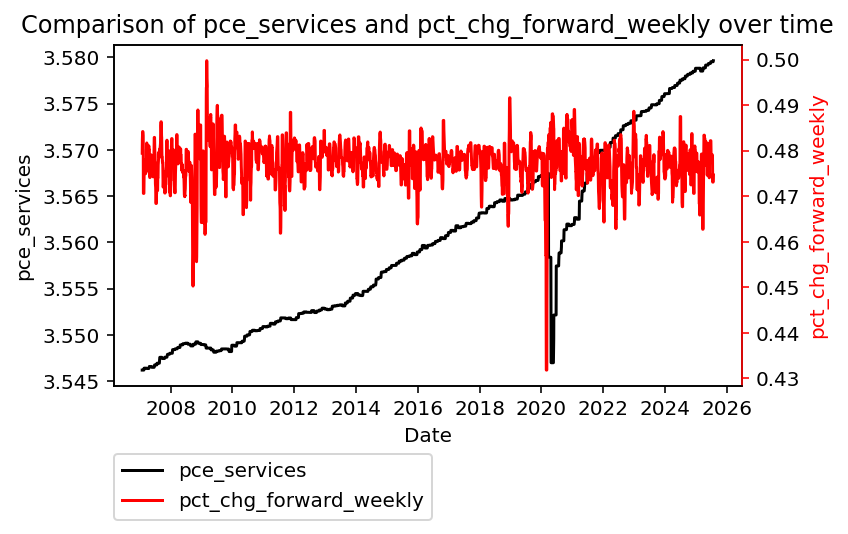 Comparison of pce_services and pct_chg_forward_weekly over time
3.580
3.575
3.570
3.565
3.560
3.555
3.550
3.545
pce_services
0.50
0.49
0.48
0.47
0.46
0.45
0.44
0.43
pct_chg_forward_weekly
2008 2010 2012 2014 2016 2018 2020 2022 2024 2026
Date
pce_services
pct_chg_forward_weekly